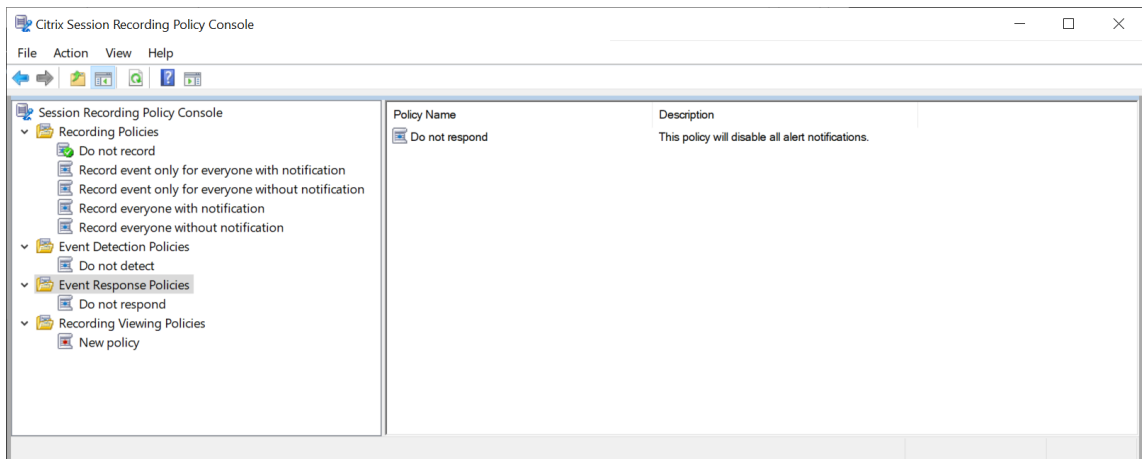 Citrix Session Recording Policy Console
File Action View Help
Session Recording Policy Console
Recording Policies
Do not record
Record event only for everyone with notification
Record event only for everyone without notification
Record everyone with notification
Record everyone without notification
Event Detection Policies
Do not detect
Event Response Policies
Do not respond
Recording Viewing Policies
New policy
Policy Name Description
Do not respond This policy will disable all alert notifications.